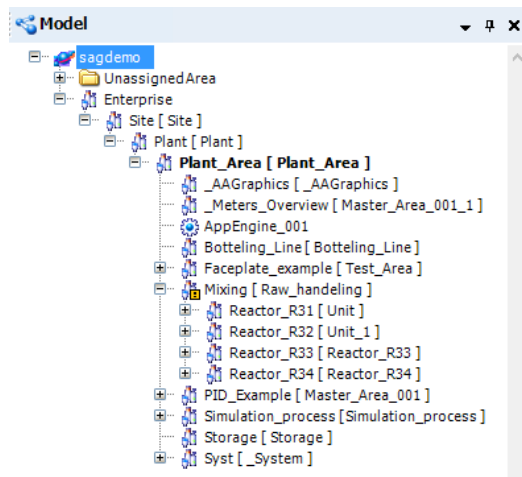 Model
sagdemo
UnassignedArea
Enterprise
Site [ Site ]
Plant [ Plant ]
Plant_Area [ Plant_Area ]
_AAGraphics [ _AAGraphics ]
_Meters_Overview [ Master_Area_001_1 ]
AppEngine_001
Botteling_Line [ Botteling_Line ]
Faceplate_example [ Test_Area ]
Mixing [ Raw_handeling ]
Reactor_R31 [ Unit ]
Reactor_R32 [ Unit_1 ]
Reactor_R33 [ Reactor_R33 ]
Reactor_R34 [ Reactor_R34 ]
PID_Example [ Master_Area_001 ]
Simulation_process [Simulation_process ]
Storage [ Storage ]
Syst [ _System ]